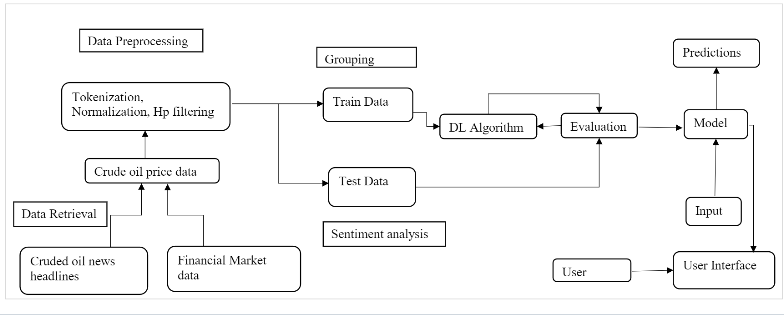 Data Preprocessing
Grouping
Predictions
Tokenization,
Normalization, Hp filtering
Train Data
DL Algorithm
Evaluation
Model
Crude oil price data
Test Data
Data Retrieval
Input
Sentiment analysis
Cruded oil news
headlines
Financial Market
data
User
User Interface